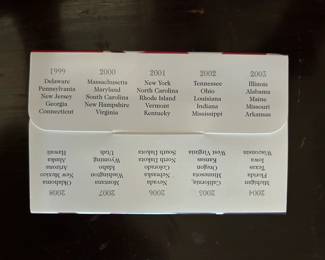 1999
Delaware
Pennsylvania
New Jersey
Georgia
Connecticut
2000
Massachusetts
Maryland
South Carolina
New Hampshire
Virginia
2001
New York
North Carolina
Rhode Island
Vermont
Kentucky
2002
Tennessee
Ohio
Louisiana
Indiana
Mississippi
2003
Illinois
Alabama
Maine
Missouri
Arkansas
2004
Michigan
Florida
Texas
Iowa
Wisconsin
2005
California
Minnesota
Oregon
Kansas
West Virginia
2006
Nevada
Nebraska
Colorado
North Dakota
South Dakota
2007
Montana
Washington
Idaho
Wyoming
Utah
2008
Oklahoma
New Mexico
Arizona
Alaska
Hawaii